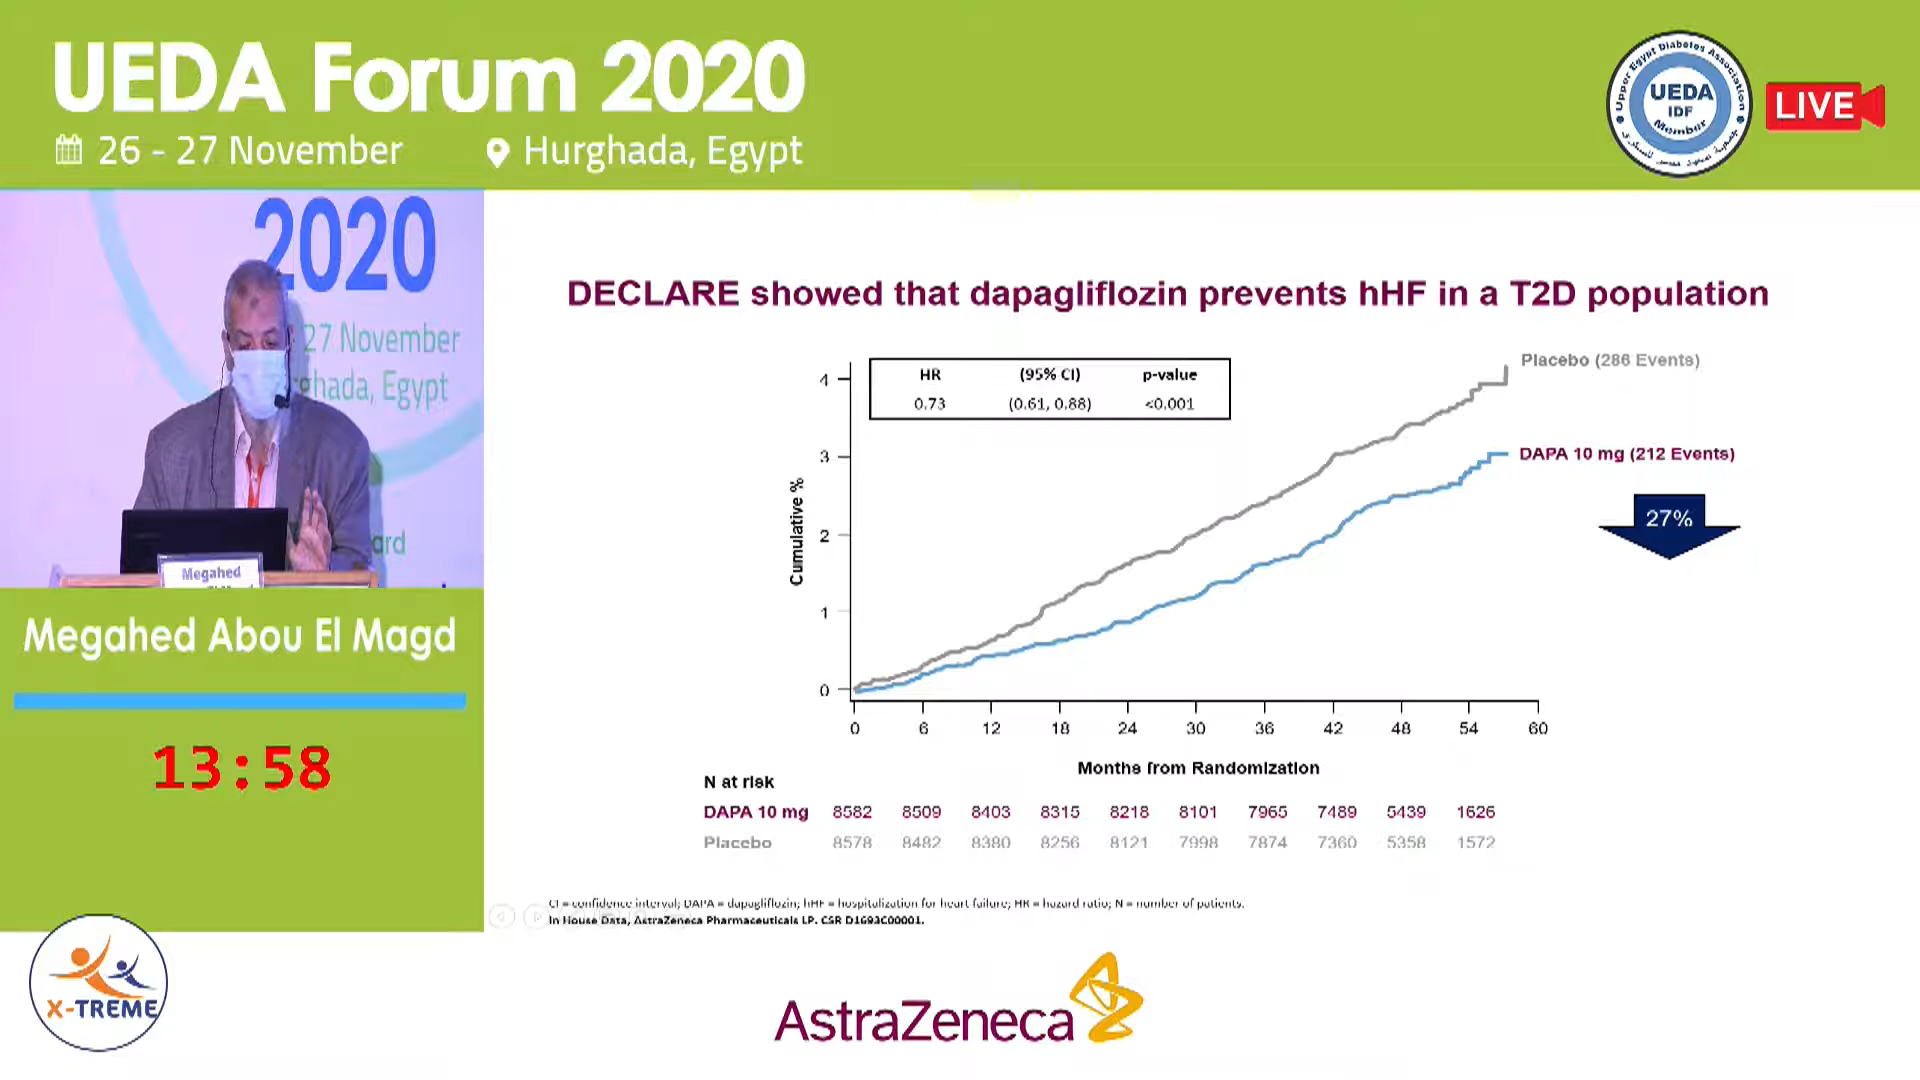 UEDA Forum 2020
26 - 27 November
Hurghada, Egypt
Upper Egypt Diabetes Association
UEDA
IDF
Member
LIVE
2020
27 November
ghada, Egypt
ard
Megahed
Megahed Abou El Magd
13:58
X-TREME
DECLARE showed that dapagliflozin prevents hHF in a T2D population
HR (95% CI) p-value
0.73 (0.61, 0.88) <0.001
Placebo (286 Events)
DAPA 10 mg (212 Events)
27%
Cumulative %
4
3
2
1
0
0 6 12 18 24 30 36 42 48 54 60
Months from Randomization
N at risk
DAPA 10 mg 8582 8509 8403 8315 8218 8101 7965 7489 5439 1626
Placebo 8578 8482 8380 8256 8121 7998 7874 7360 5358 1572
CI = confidence interval; DAPA = dapagliflozin; hHF = hospitalization for heart failure; HR = hazard ratio; N = number of patients.
In House Data, AstraZeneca Pharmaceuticals LP. CSR D1693C00001.
AstraZeneca